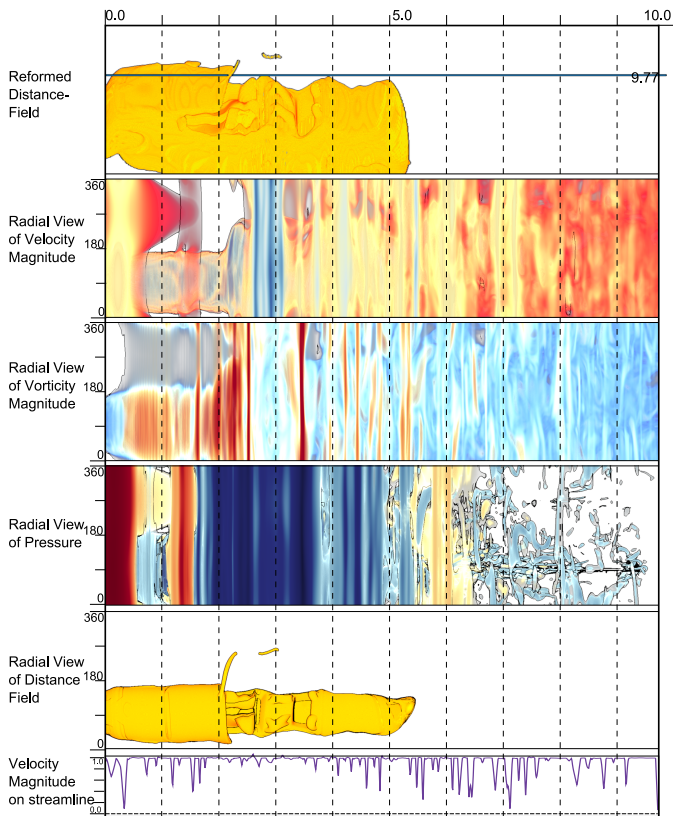 0.0 5.0 10.0
Reformed
Distance-
Field
9.77
360
Radial View
of Velocity
Magnitude
180
0
360
Radial View
of Vorticity
Magnitude
180
0
360
Radial View
of Pressure
180
0
360
Radial View
of Distance
Field
180
0
Velocity
Magnitude
on streamline
1.0
0.0